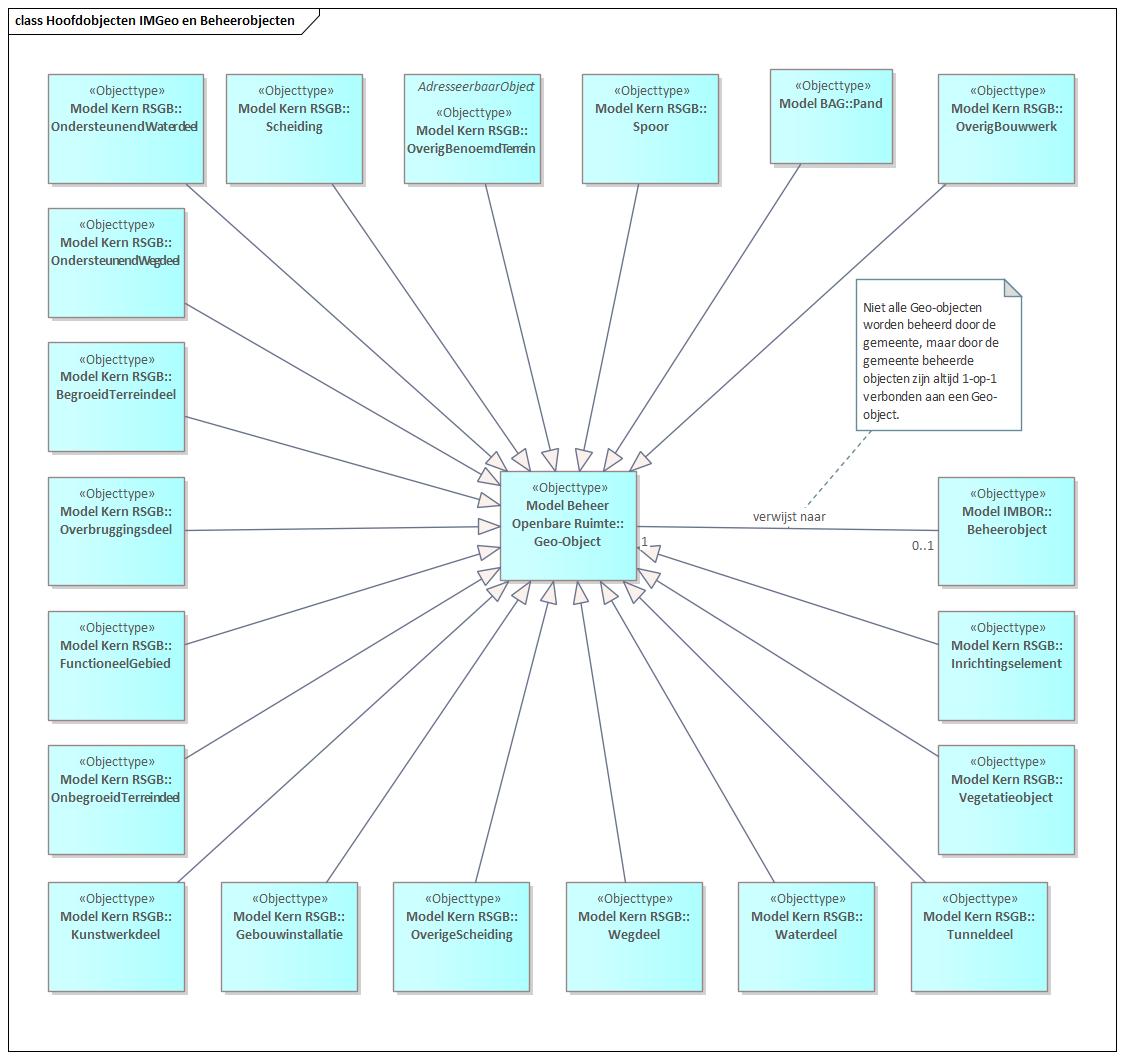 class Hoofdobjecten IMGeo en Beheerobjecten
«Objecttype»
Model Kern RSGB::
OndersteunendWaterdeel
«Objecttype»
Model Kern RSGB::
Scheiding
AdresseerbaarObject
«Objecttype»
Model Kern RSGB::
OverigBenoemdTerrein
«Objecttype»
Model Kern RSGB::
Spoor
«Objecttype»
Model BAG::Pand
«Objecttype»
Model Kern RSGB::
OverigBouwwerk
«Objecttype»
Model Kern RSGB::
OndersteunendWegdeel
Niet alle Geo-objecten
worden beheerd door de
gemeente, maar door de
gemeente beheerde
objecten zijn altijd 1-op-1
verbonden aan een Geo-
object.
«Objecttype»
Model Kern RSGB::
BegroeidTerreindeel
«Objecttype»
Model Kern RSGB::
Overbruggingsdeel
«Objecttype»
Model Beheer
Openbare Ruimte::
Geo-Object
verwijst naar
1
0..1
«Objecttype»
Model IMBOR::
Beheerobject
«Objecttype»
Model Kern RSGB::
FunctioneelGebied
«Objecttype»
Model Kern RSGB::
Inrichtingselement
«Objecttype»
Model Kern RSGB::
OnbegroeidTerreindeel
«Objecttype»
Model Kern RSGB::
Vegetatieobject
«Objecttype»
Model Kern RSGB::
Kunstwerkdeel
«Objecttype»
Model Kern RSGB::
Gebouwinstallatie
«Objecttype»
Model Kern RSGB::
OverigeScheiding
«Objecttype»
Model Kern RSGB::
Wegdeel
«Objecttype»
Model Kern RSGB::
Waterdeel
«Objecttype»
Model Kern RSGB::
Tunneldeel